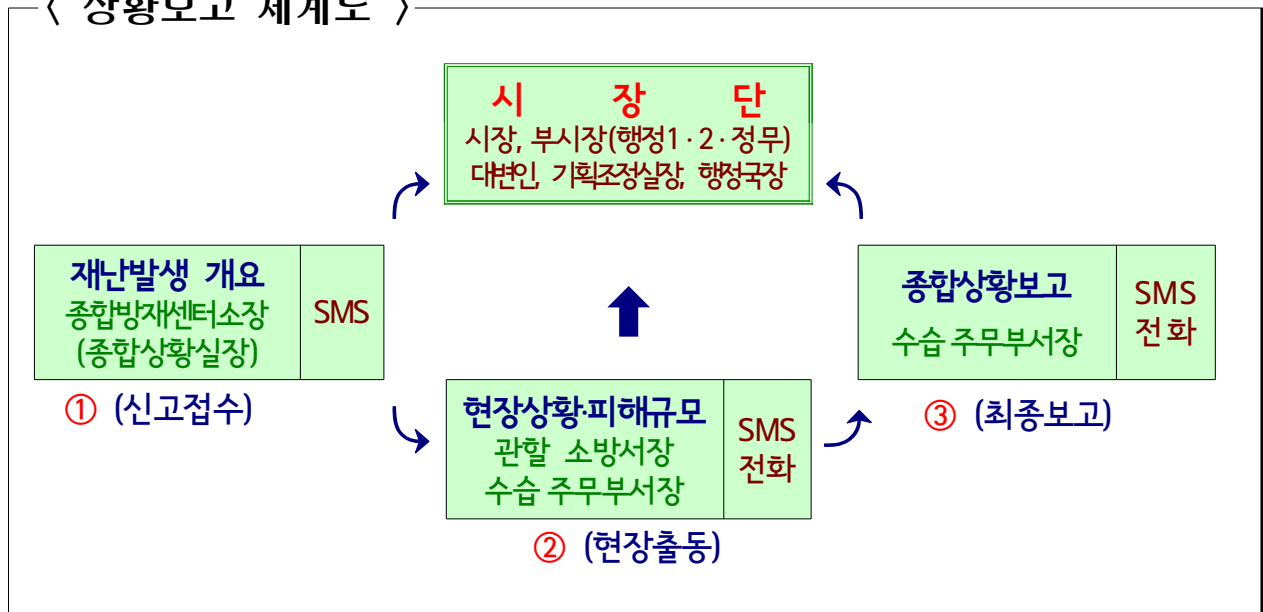 < 상황보고 체계도 >
시 장 단
시장, 부시장(행정1·2·정무)
대변인, 기획조정실장, 행정국장
재난발생 개요
종합방재센터소장
(종합상황실장)
SMS
① (신고접수)
현장상황·피해규모
관할 소방서장
수습 주무부서장
SMS
전화
② (현장출동)
종합상황보고
수습 주무부서장
SMS
전화
③ (최종보고)